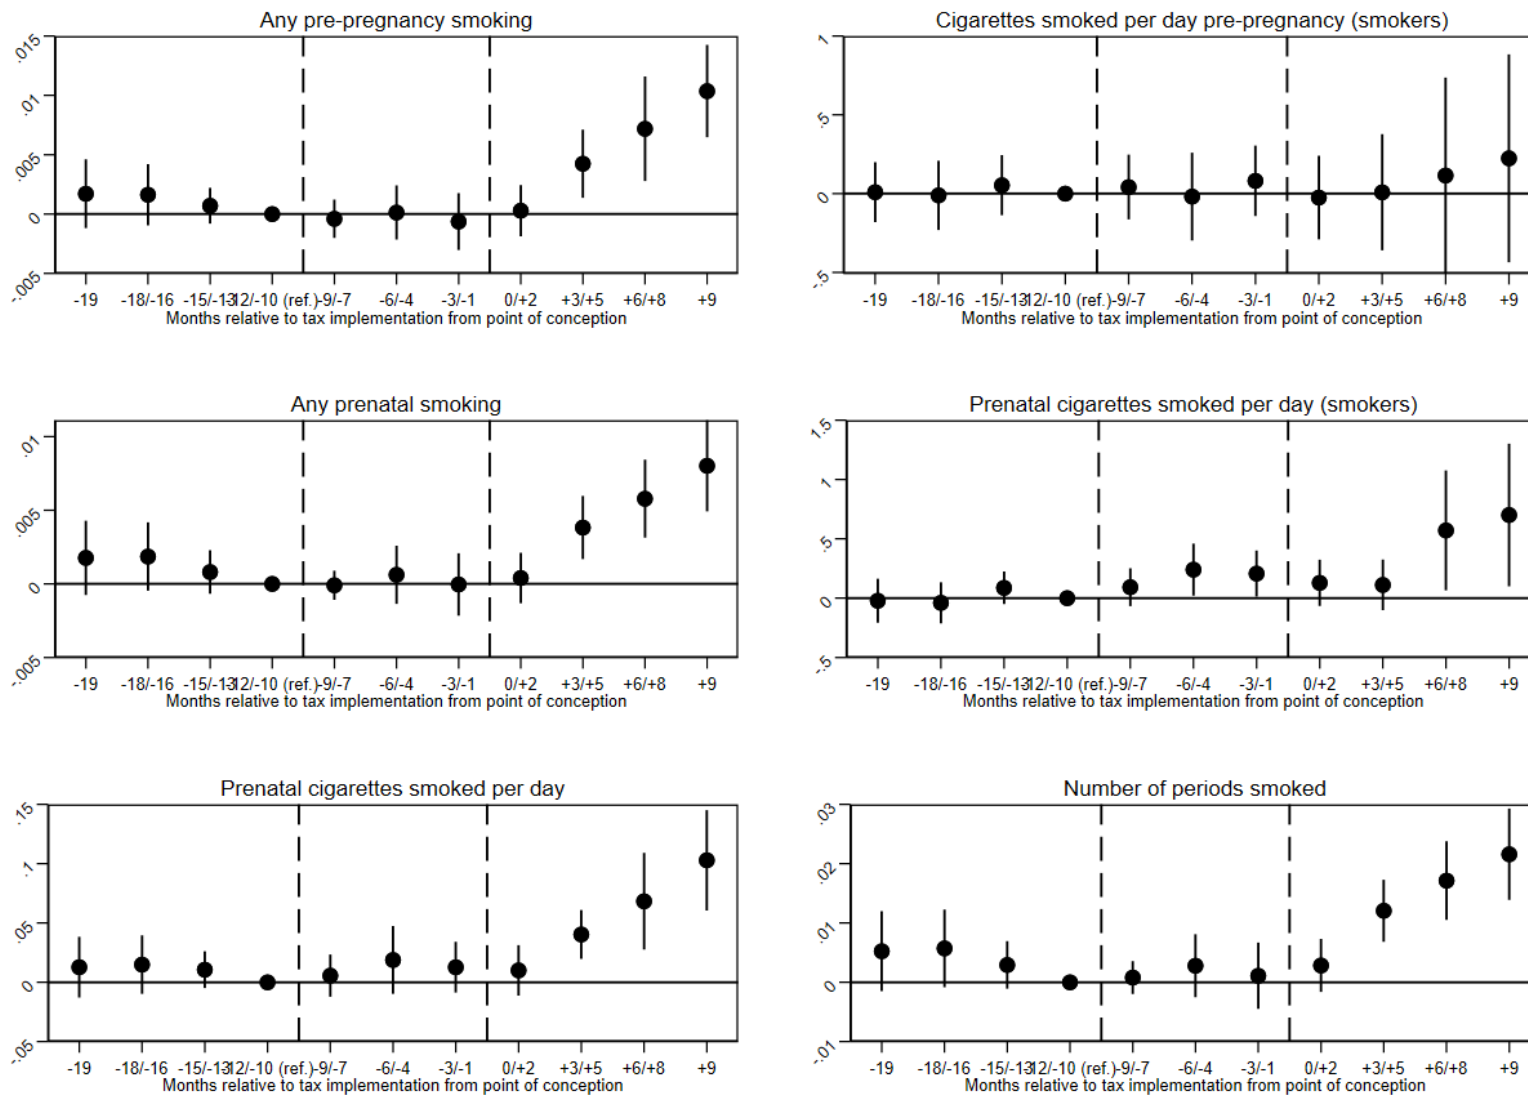 Any pre-pregnancy smoking
.015
.01
.005
0
-.005
-19 -18/-16 -15/-13 12/-10 (ref.) -9/-7 -6/-4 -3/-1 0/+2 +3/+5 +6/+8 +9
Months relative to tax implementation from point of conception
Cigarettes smoked per day pre-pregnancy (smokers)
1
.5
0
-.5
-19 -18/-16 -15/-13 12/-10 (ref.) -9/-7 -6/-4 -3/-1 0/+2 +3/+5 +6/+8 +9
Months relative to tax implementation from point of conception
Any prenatal smoking
.01
.005
0
-.005
-19 -18/-16 -15/-13 12/-10 (ref.) -9/-7 -6/-4 -3/-1 0/+2 +3/+5 +6/+8 +9
Months relative to tax implementation from point of conception
Prenatal cigarettes smoked per day (smokers)
1.5
1
.5
0
-.5
-19 -18/-16 -15/-13 12/-10 (ref.) -9/-7 -6/-4 -3/-1 0/+2 +3/+5 +6/+8 +9
Months relative to tax implementation from point of conception
Prenatal cigarettes smoked per day
.15
.1
.05
0
-.05
-19 -18/-16 -15/-13 12/-10 (ref.) -9/-7 -6/-4 -3/-1 0/+2 +3/+5 +6/+8 +9
Months relative to tax implementation from point of conception
Number of periods smoked
.03
.02
.01
0
-.01
-19 -18/-16 -15/-13 12/-10 (ref.) -9/-7 -6/-4 -3/-1 0/+2 +3/+5 +6/+8 +9
Months relative to tax implementation from point of conception